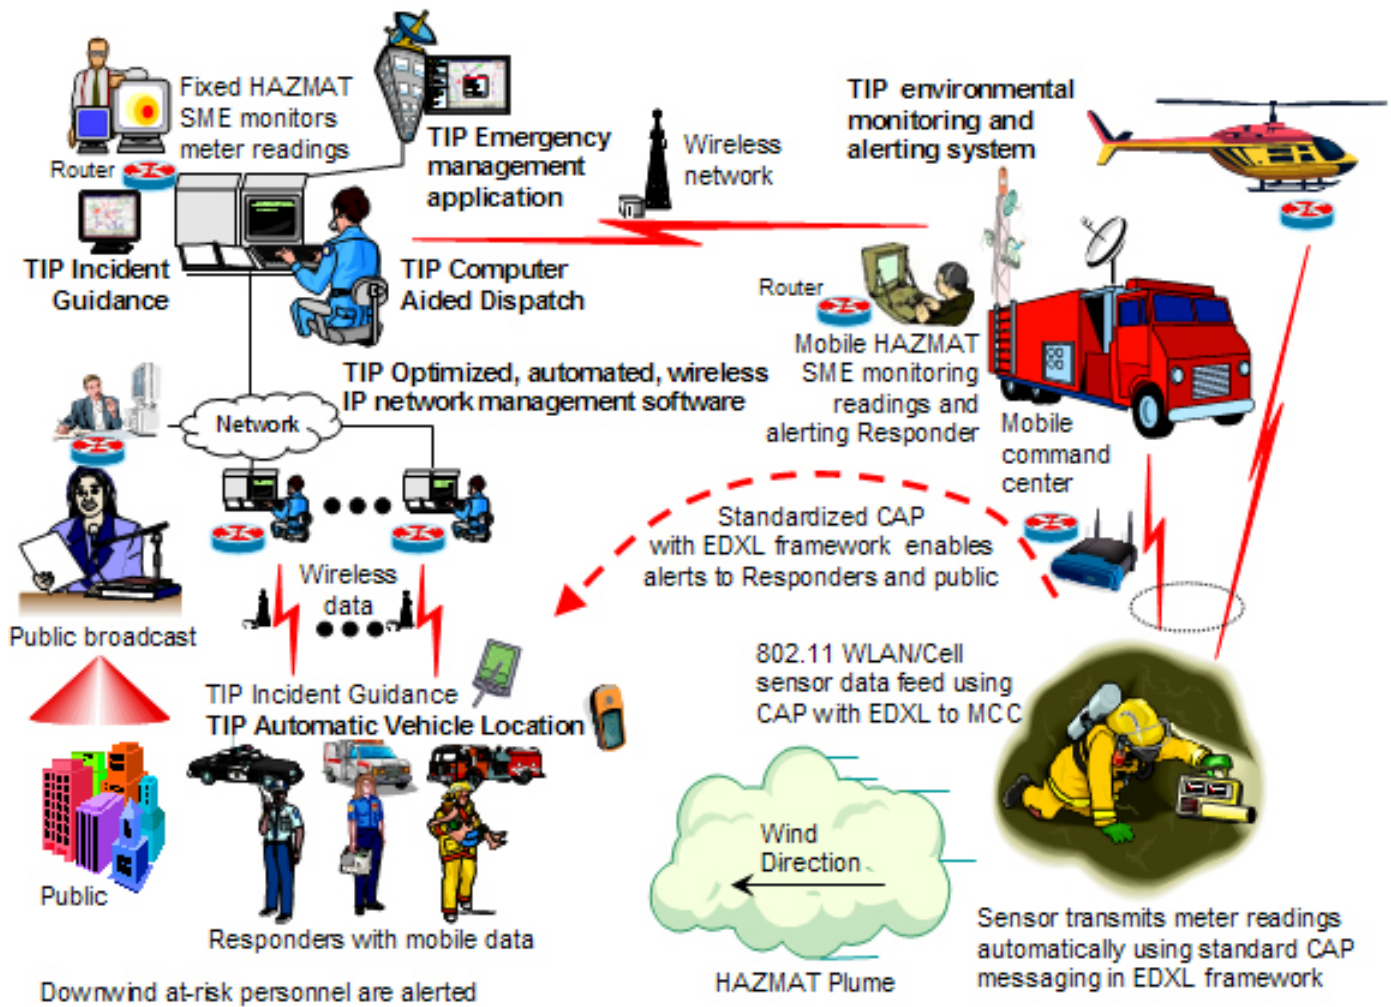 Fixed HAZMAT
SME monitors
meter readings
Router
TIP Incident
Guidance
TIP Emergency
management
application
TIP Computer
Aided Dispatch
Wireless
network
TIP environmental
monitoring and
alerting system
Router
Mobile HAZMAT
SME monitoring
readings and
alerting Responder
Mobile
command
center
TIP Optimized, automated, wireless
IP network management software
Network
Public broadcast
Public
Wireless
data
TIP Incident Guidance
TIP Automatic Vehicle Location
Responders with mobile data
Downwind at-risk personnel are alerted
Standardized CAP
with EDXL framework enables
alerts to Responders and public
802.11 WLAN/Cell
sensor data feed using
CAP with EDXL to MCC
Wind
Direction
HAZMAT Plume
Sensor transmits meter readings
automatically using standard CAP
messaging in EDXL framework